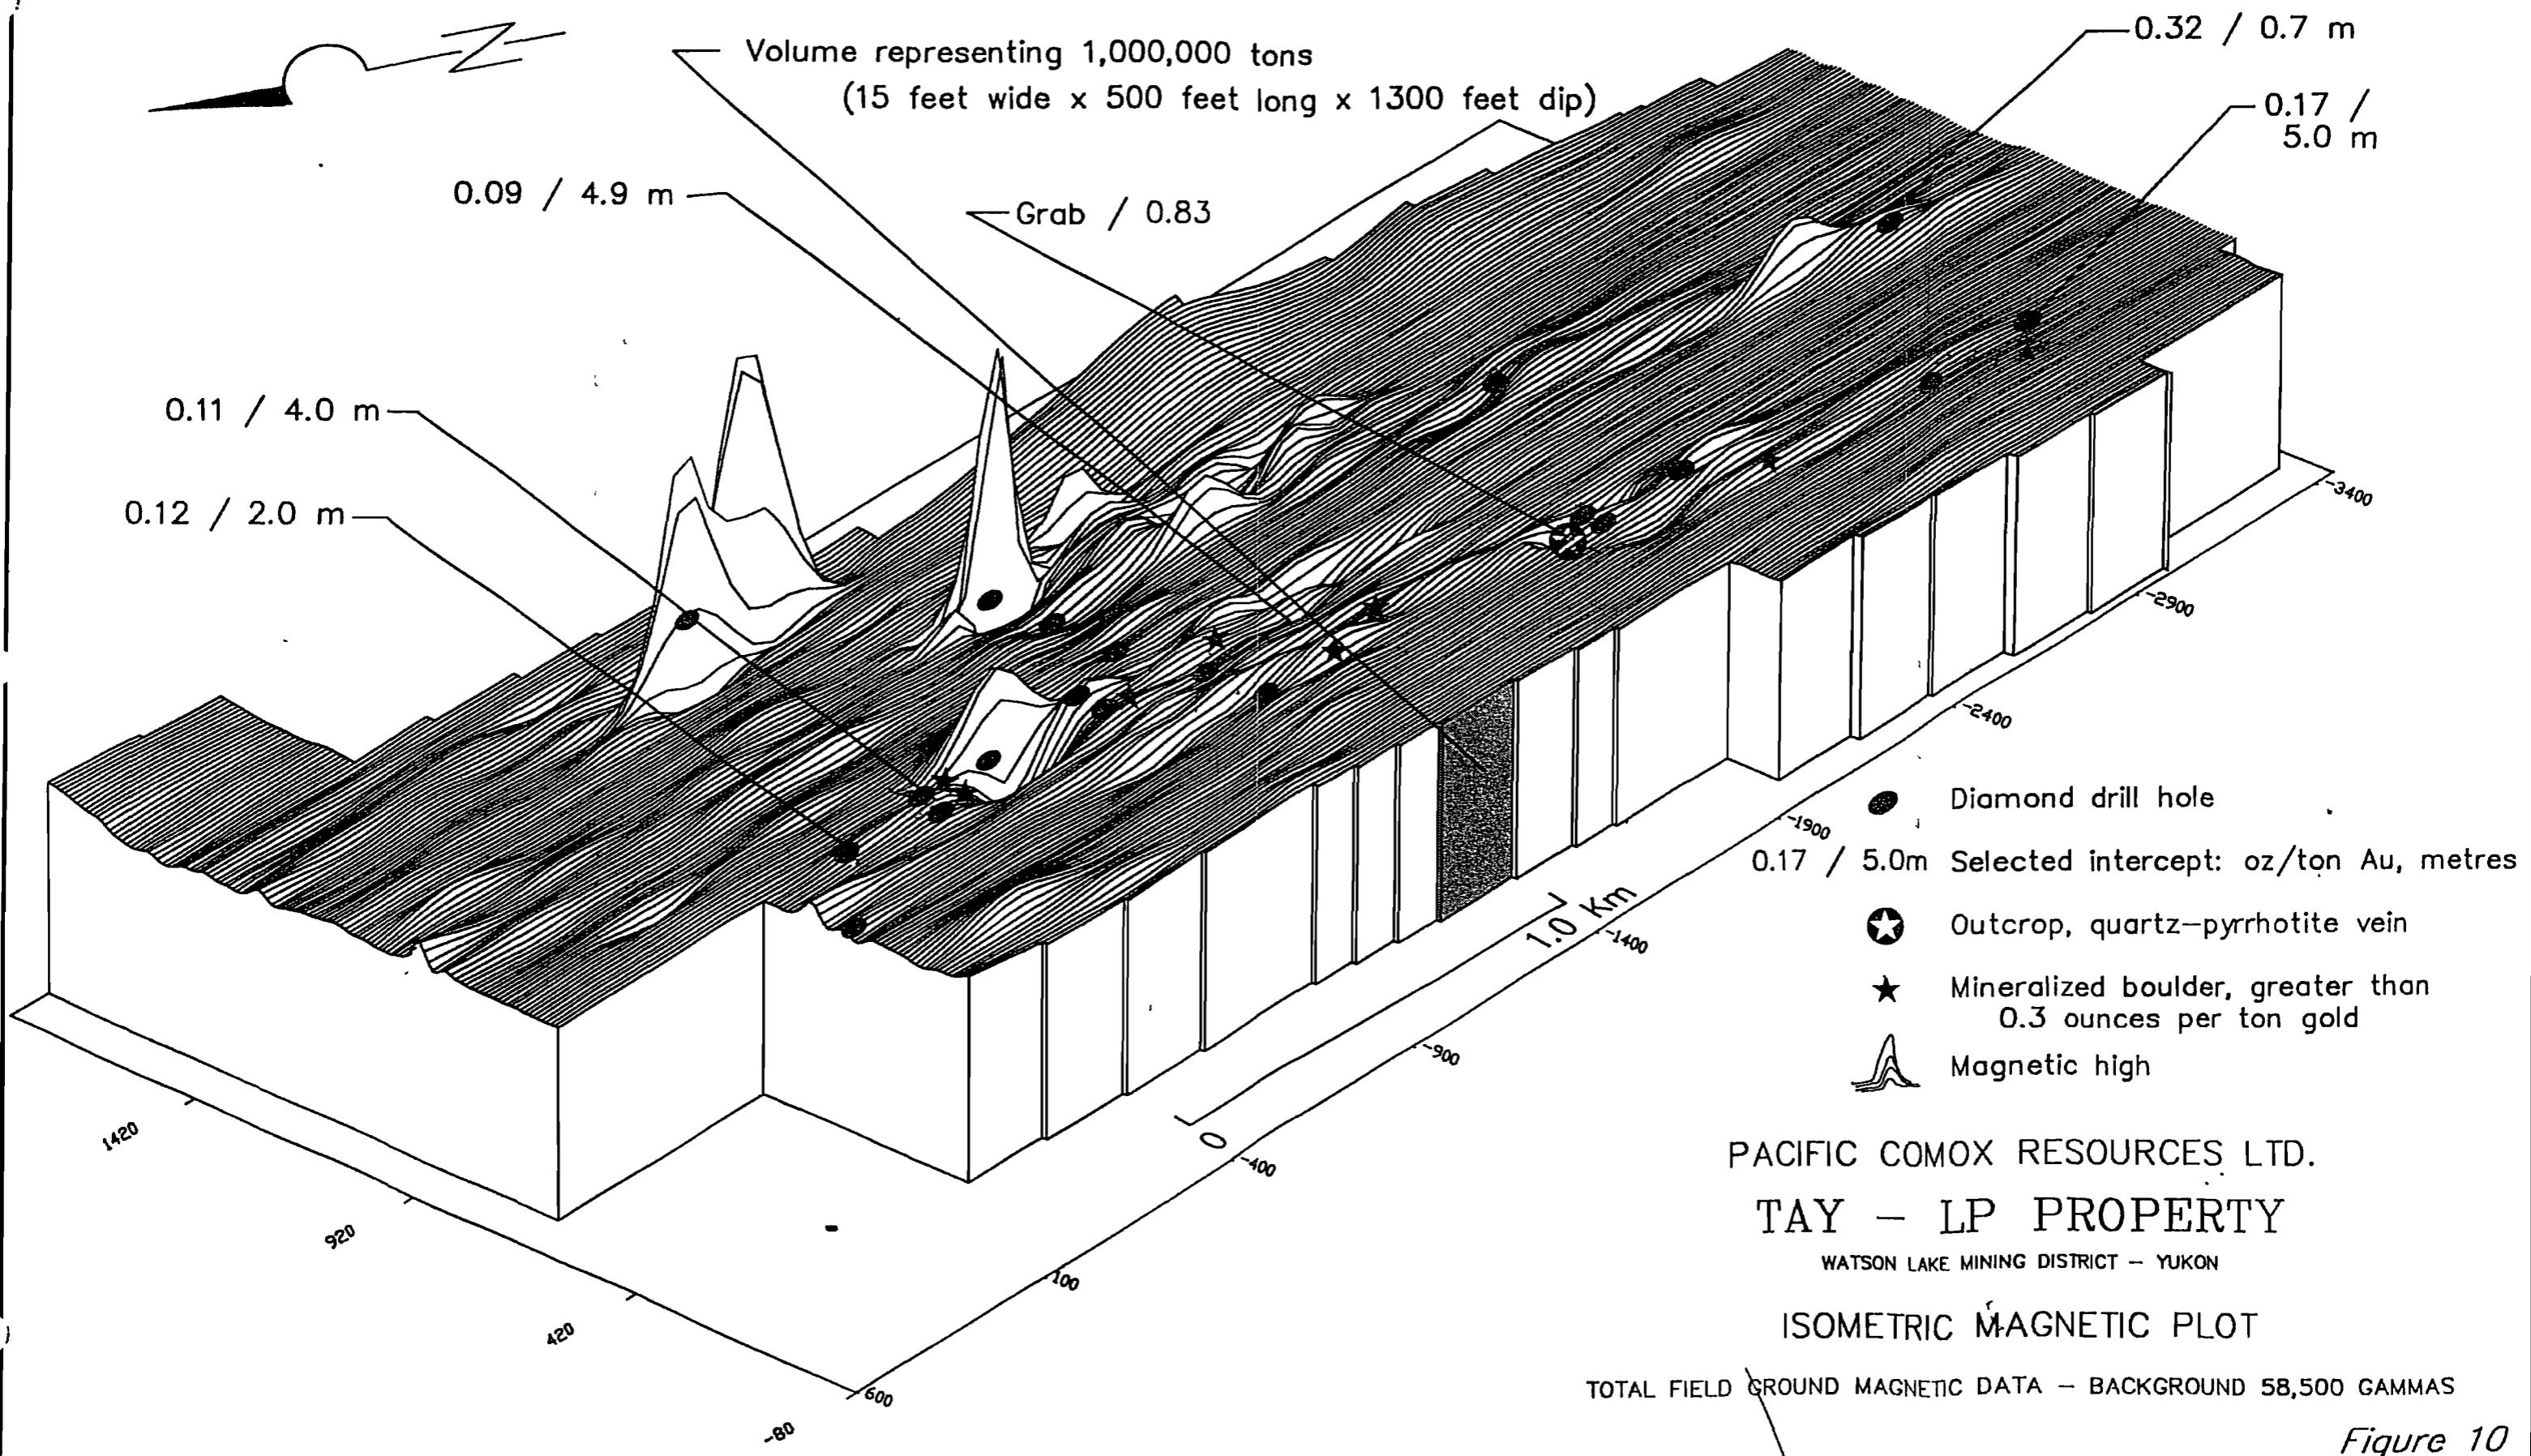 Volume representing 1,000,000 tons
(15 feet wide x 500 feet long x 1300 feet dip)
0.32 / 0.7 m
0.17 /
5.0 m
0.09 / 4.9 m
Grab / 0.83
0.11 / 4.0 m
0.12 / 2.0 m
N
-3400
-2900
-2400
-1900
-1400
-900
-400
100
600
1420
920
420
-80
0
1.0 Km
Diamond drill hole
0.17 / 5.0m Selected intercept: oz/ton Au, metres
Outcrop, quartz-pyrrhotite vein
Mineralized boulder, greater than
0.3 ounces per ton gold
Magnetic high
PACIFIC COMOX RESOURCES LTD.
TAY - LP PROPERTY
WATSON LAKE MINING DISTRICT - YUKON
ISOMETRIC MAGNETIC PLOT
TOTAL FIELD GROUND MAGNETIC DATA - BACKGROUND 58,500 GAMMAS
Figure 10